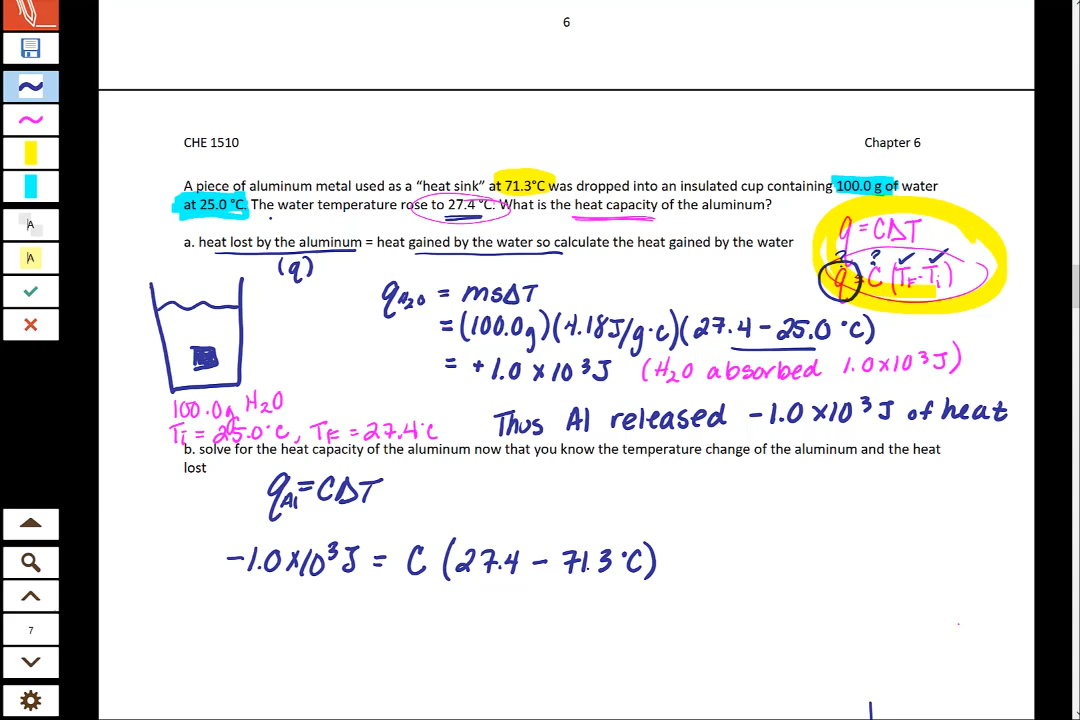 6
CHE 1510 Chapter 6
A piece of aluminum metal used as a “heat sink” at 71.3°C was dropped into an insulated cup containing 100.0 g of water
at 25.0 °C. The water temperature rose to 27.4 °C. What is the heat capacity of the aluminum?
q = CΔT
a. heat lost by the aluminum = heat gained by the water so calculate the heat gained by the water
(q)
? ?
q = C (TF - Ti)
qH2O = msΔT
= (100.0g)(4.18J/g·c)(27.4 - 25.0 °C)
= +1.0 x 10³J (H2O absorbed 1.0x10³J)
100.0g H2O
Thus Al released -1.0x10³J of heat
Ti = 25.0°C, TF = 27.4°C
b. solve for the heat capacity of the aluminum now that you know the temperature change of the aluminum and the heat
lost
qAl = CΔT
-1.0x10³J = C (27.4 - 71.3°C)
A
A
7